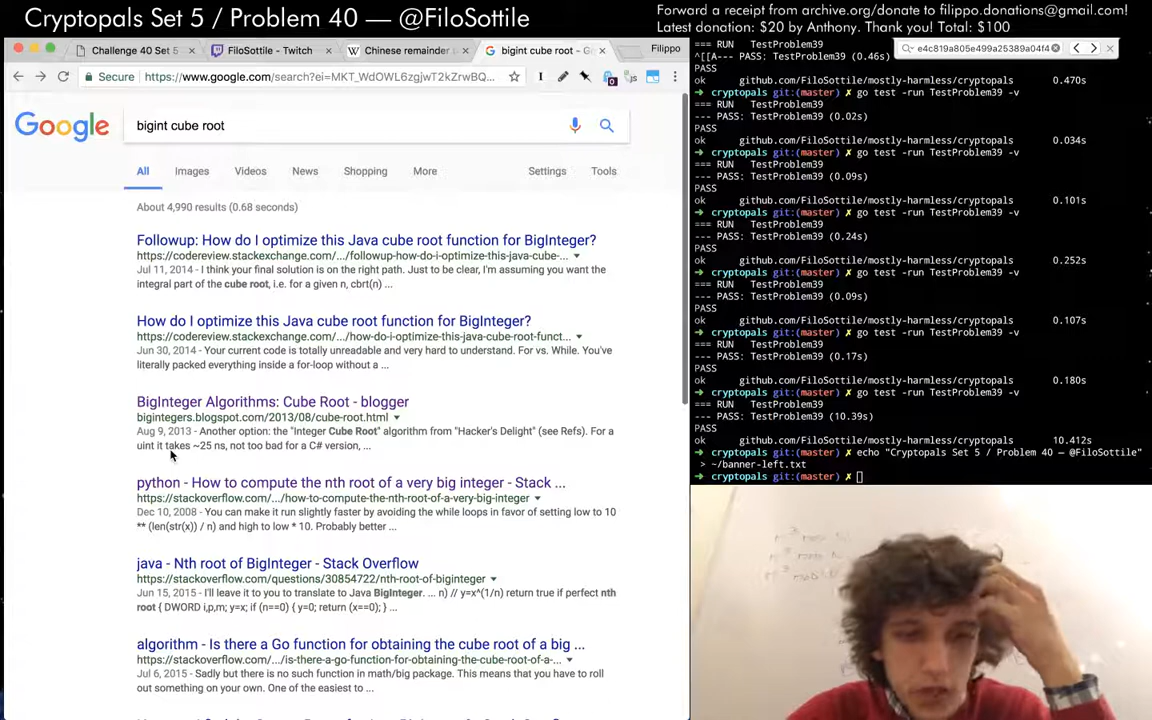 Cryptopals Set 5 / Problem 40 — @FiloSottile
Forward a receipt from archive.org/donate to filippo.donations@gmail.com!
Latest donation: $20 by Anthony. Thank you! Total: $100
Challenge 40 Set 5
FiloSottile - Twitch
Chinese remainder
bigint cube root - Go
Filippo
Secure
https://www.google.com/search?ei=MKT_WdOWL6zgjwT2kZrwBQ...
Google
bigint cube root
All Images Videos News Shopping More Settings Tools
About 4,990 results (0.68 seconds)
Followup: How do I optimize this Java cube root function for BigInteger?
https://codereview.stackexchange.com/.../followup-how-do-i-optimize-this-java-cube-...
Jul 11, 2014 - I think your final solution is on the right path. Just to be clear, I'm assuming you want the
integral part of the cube root, i.e. for a given n, cbrt(n) ...
How do I optimize this Java cube root function for BigInteger?
https://codereview.stackexchange.com/.../how-do-i-optimize-this-java-cube-root-funct...
Jun 30, 2014 - Your current code is totally unreadable and very hard to understand. For vs. While. You've
literally packed everything inside a for-loop without a ...
BigInteger Algorithms: Cube Root - blogger
bigintegers.blogspot.com/2013/08/cube-root.html
Aug 9, 2013 - Another option: the "Integer Cube Root" algorithm from "Hacker's Delight" (see Refs). For a
uint it takes ~25 ns, not too bad for a C# version, ...
python - How to compute the nth root of a very big integer - Stack ...
https://stackoverflow.com/.../how-to-compute-the-nth-root-of-a-very-big-integer
Dec 10, 2008 - You can make it run slightly faster by avoiding the while loops in favor of setting low to 10
** (len(str(x)) / n) and high to low * 10. Probably better ...
java - Nth root of BigInteger - Stack Overflow
https://stackoverflow.com/questions/30854722/nth-root-of-biginteger
Jun 15, 2015 - I'll leave it to you to translate to Java BigInteger. ... n) // y=x^(1/n) return true if perfect nth
root { DWORD i,p,m; y=x; if (n==0) { y=0; return (x==0); } ...
algorithm - Is there a Go function for obtaining the cube root of a big ...
https://stackoverflow.com/.../is-there-a-go-function-for-obtaining-the-cube-root-of-a-...
Jul 6, 2015 - Sadly but there is no such function in math/big package. This means that you have to roll
out something on your own. One of the easiest to ...
=== RUN TestProblem39
e4c819a805e499a25389a04f4
^[[A--- PASS: TestProblem39 (0.46s)
PASS
ok github.com/FiloSottile/mostly-harmless/cryptopals 0.470s
➜ cryptopals git:(master) ✗ go test -run TestProblem39 -v
=== RUN TestProblem39
--- PASS: TestProblem39 (0.02s)
PASS
ok github.com/FiloSottile/mostly-harmless/cryptopals 0.034s
➜ cryptopals git:(master) ✗ go test -run TestProblem39 -v
=== RUN TestProblem39
--- PASS: TestProblem39 (0.09s)
PASS
ok github.com/FiloSottile/mostly-harmless/cryptopals 0.101s
➜ cryptopals git:(master) ✗ go test -run TestProblem39 -v
=== RUN TestProblem39
--- PASS: TestProblem39 (0.24s)
PASS
ok github.com/FiloSottile/mostly-harmless/cryptopals 0.252s
➜ cryptopals git:(master) ✗ go test -run TestProblem39 -v
=== RUN TestProblem39
--- PASS: TestProblem39 (0.09s)
PASS
ok github.com/FiloSottile/mostly-harmless/cryptopals 0.107s
➜ cryptopals git:(master) ✗ go test -run TestProblem39 -v
=== RUN TestProblem39
--- PASS: TestProblem39 (0.17s)
PASS
ok github.com/FiloSottile/mostly-harmless/cryptopals 0.180s
➜ cryptopals git:(master) ✗ go test -run TestProblem39 -v
=== RUN TestProblem39
--- PASS: TestProblem39 (10.39s)
PASS
ok github.com/FiloSottile/mostly-harmless/cryptopals 10.412s
➜ cryptopals git:(master) ✗ echo "Cryptopals Set 5 / Problem 40 — @FiloSottile"
> ~/banner-left.txt
➜ cryptopals git:(master) ✗